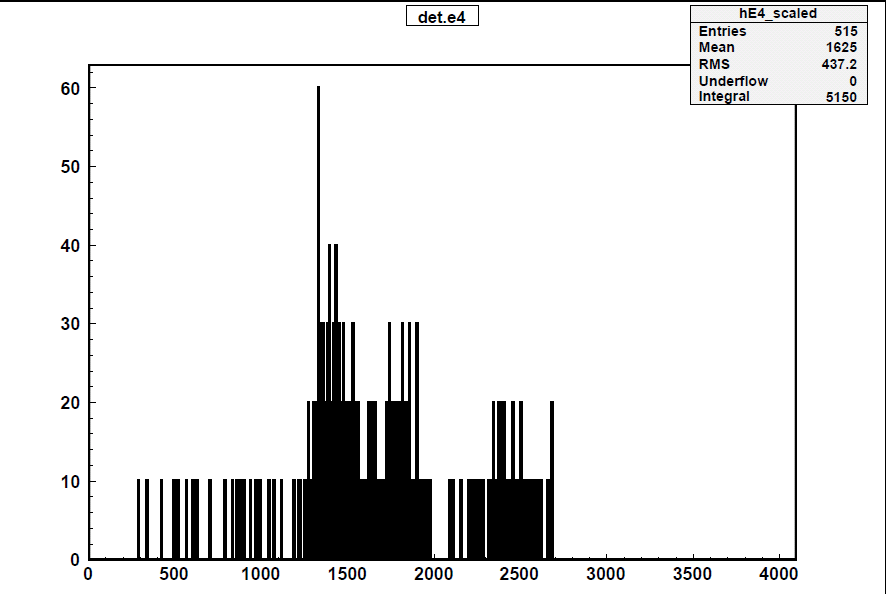 det.e4
hE4_scaled
Entries 515
Mean 1625
RMS 437.2
Underflow 0
Integral 5150
60
50
40
30
20
10
0
0 500 1000 1500 2000 2500 3000 3500 4000